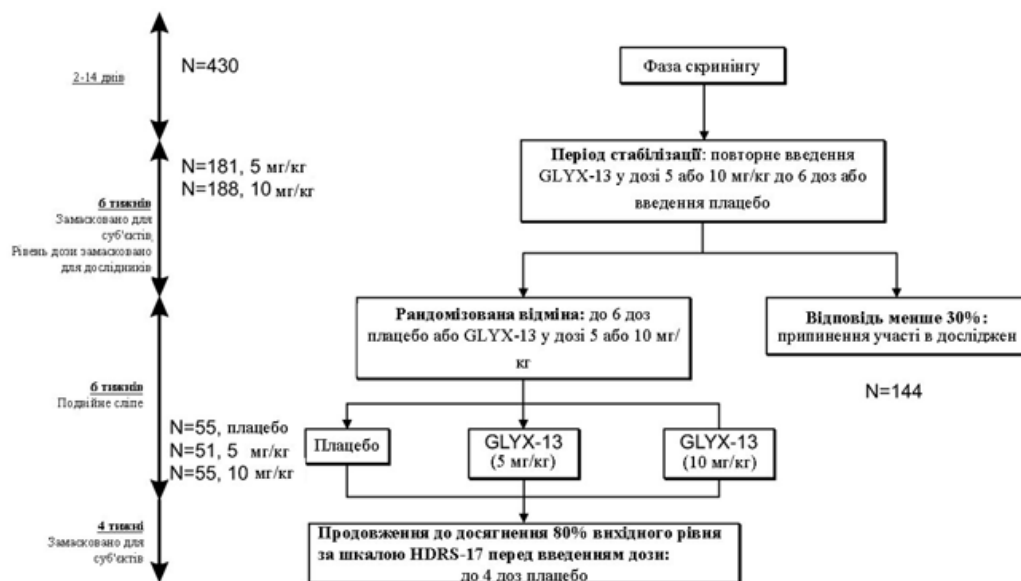 2-14 днів
N=430
Фаза скринінгу
N=181, 5 мг/кг
N=188, 10 мг/кг
6 тижнів
Замасковано для
суб'єктів,
Рівень дози замасковано
для дослідників
Період стабілізації: повторне введення
GLYX-13 у дозі 5 або 10 мг/кг до 6 доз або
введення плацебо
Рандомізована відміна: до 6 доз
плацебо або GLYX-13 у дозі 5 або 10 мг/
кг
Відповідь менше 30%:
припинення участі в досліджен
N=144
6 тижнів
Подвійне сліпе
N=55, плацебо
N=51, 5 мг/кг
N=55, 10 мг/кг
Плацебо
GLYX-13
(5 мг/кг)
GLYX-13
(10 мг/кг)
4 тижні
Замасковано для
суб'єктів
Продовження до досягнення 80% вихідного рівня
за шкалою HDRS-17 перед введенням дози:
до 4 доз плацебо